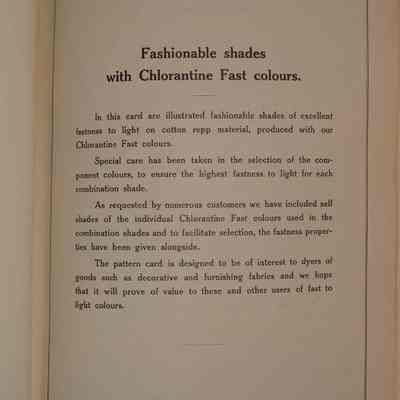 Fashionable shades
with Chlorantine Fast colours.
In this card are illustrated fashionable shades of excellent
fastness to light on cotton repp material, produced with our
Chlorantine Fast colours.
Special care has been taken in the selection of the com-
ponent colours, to ensure the highest fastness to light for each
combination shade.
As requested by numerous customers we have included self
shades of the individual Chlorantine Fast colours used in the
combination shades and to facilitate selection, the fastness proper-
ties have been given alongside.
The pattern card is designed to be of interest to dyers of
goods such as decorative and furnishing fabrics and we hope
that it will prove of value to these and other users of fast to
light colours.